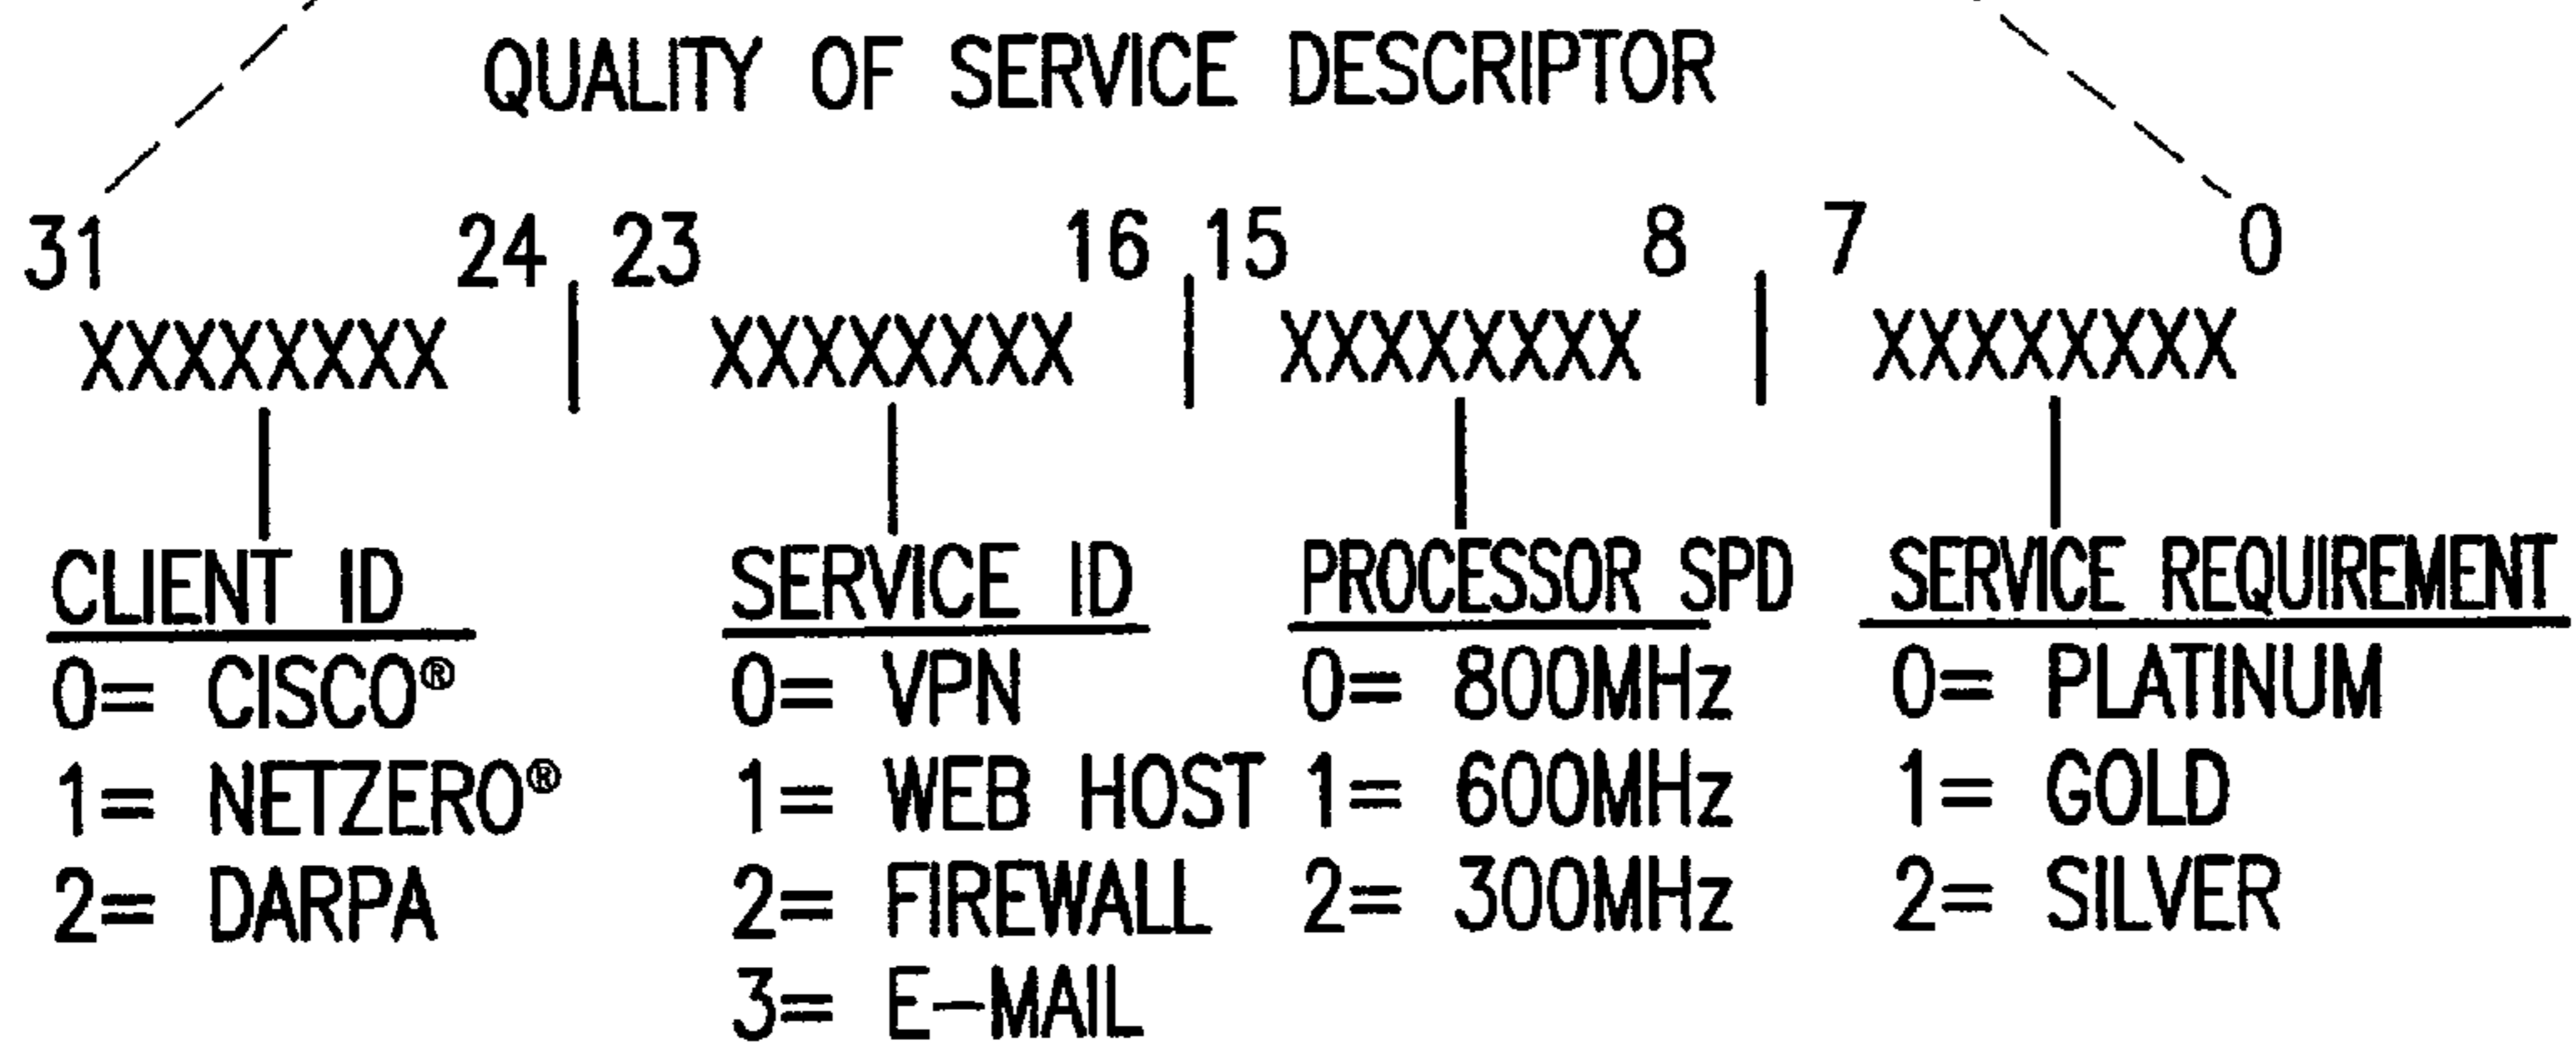 QUALITY OF SERVICE DESCRIPTOR
31 24 23 16 15 8 7 0
XXXXXXXX XXXXXXXX XXXXXXXX XXXXXXXX
CLIENT ID SERVICE ID PROCESSOR SPD SERVICE REQUIREMENT
0= CISCO® 0= VPN 0= 800MHz 0= PLATINUM
1= NETZERO® 1= WEB HOST 1= 600MHz 1= GOLD
2= DARPA 2= FIREWALL 2= 300MHz 2= SILVER
3= E-MAIL